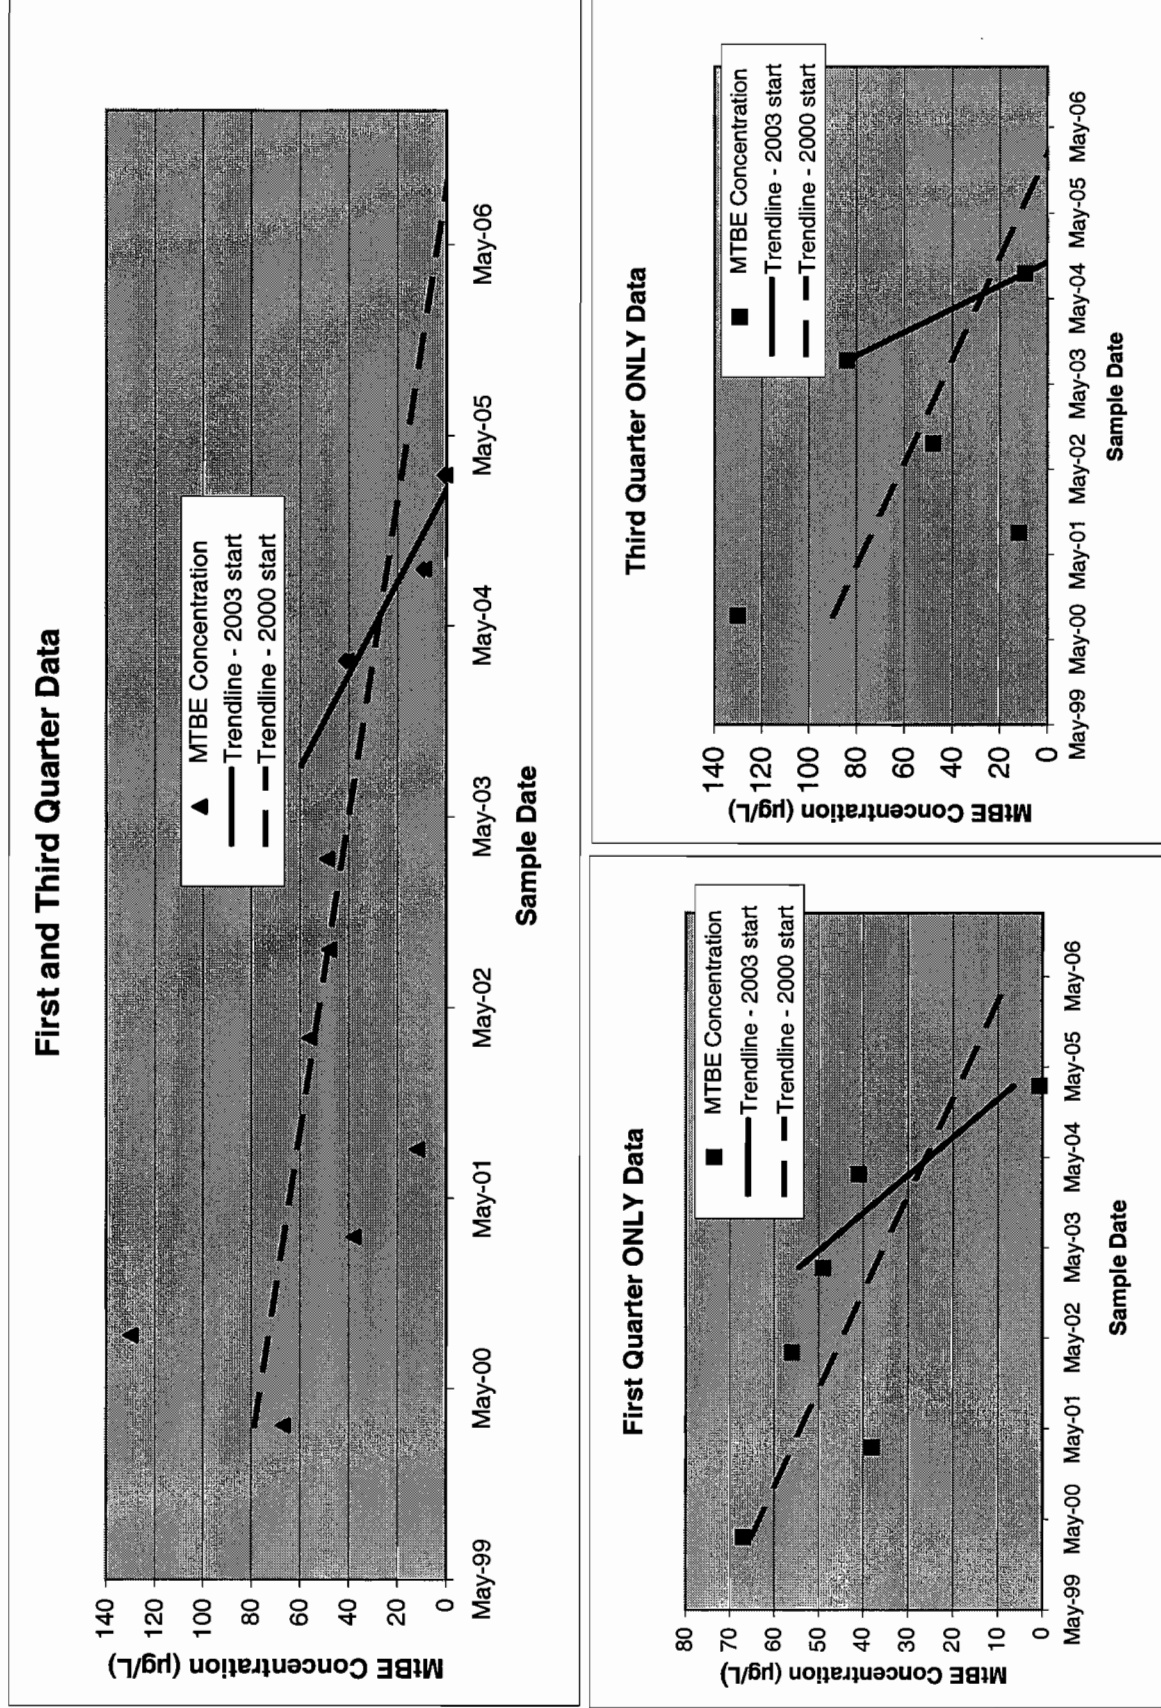 First and Third Quarter Data
MtBE Concentration (µg/L)
140
120
100
80
60
40
20
0
MTBE Concentration
Trendline - 2003 start
Trendline - 2000 start
May-99
May-00
May-01
May-02
May-03
May-04
May-05
May-06
Sample Date
First Quarter ONLY Data
MtBE Concentration (µg/L)
80
70
60
50
40
30
20
10
0
MTBE Concentration
Trendline - 2003 start
Trendline - 2000 start
May-99 May-00 May-01 May-02 May-03 May-04 May-05 May-06
Sample Date
Third Quarter ONLY Data
MtBE Concentration (µg/L)
140
120
100
80
60
40
20
0
MTBE Concentration
Trendline - 2003 start
Trendline - 2000 start
May-99 May-00 May-01 May-02 May-03 May-04 May-05 May-06
Sample Date